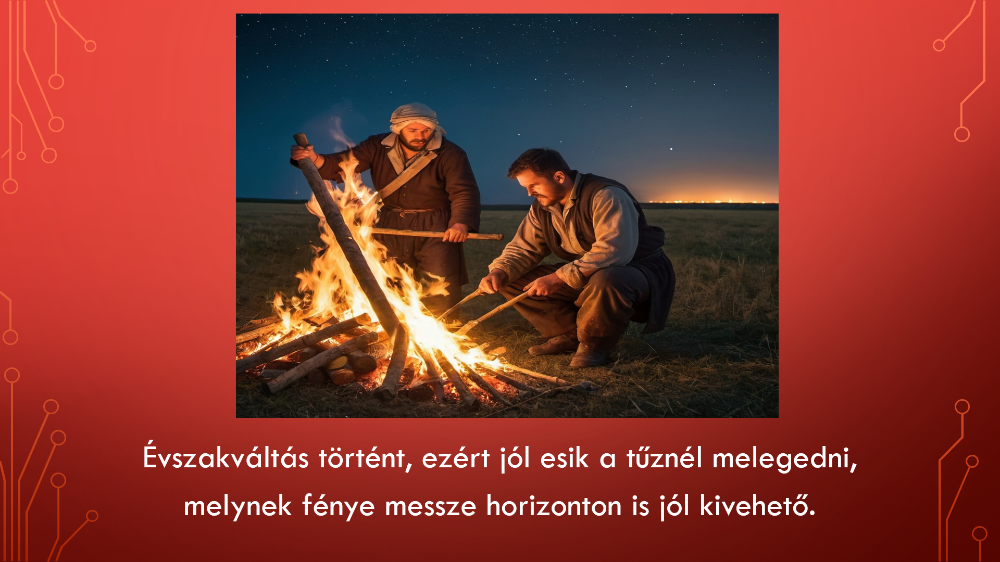 Évszakváltás történt, ezért jól esik a tűznél melegedni,
melynek fénye messze horizonton is jól kivehető.